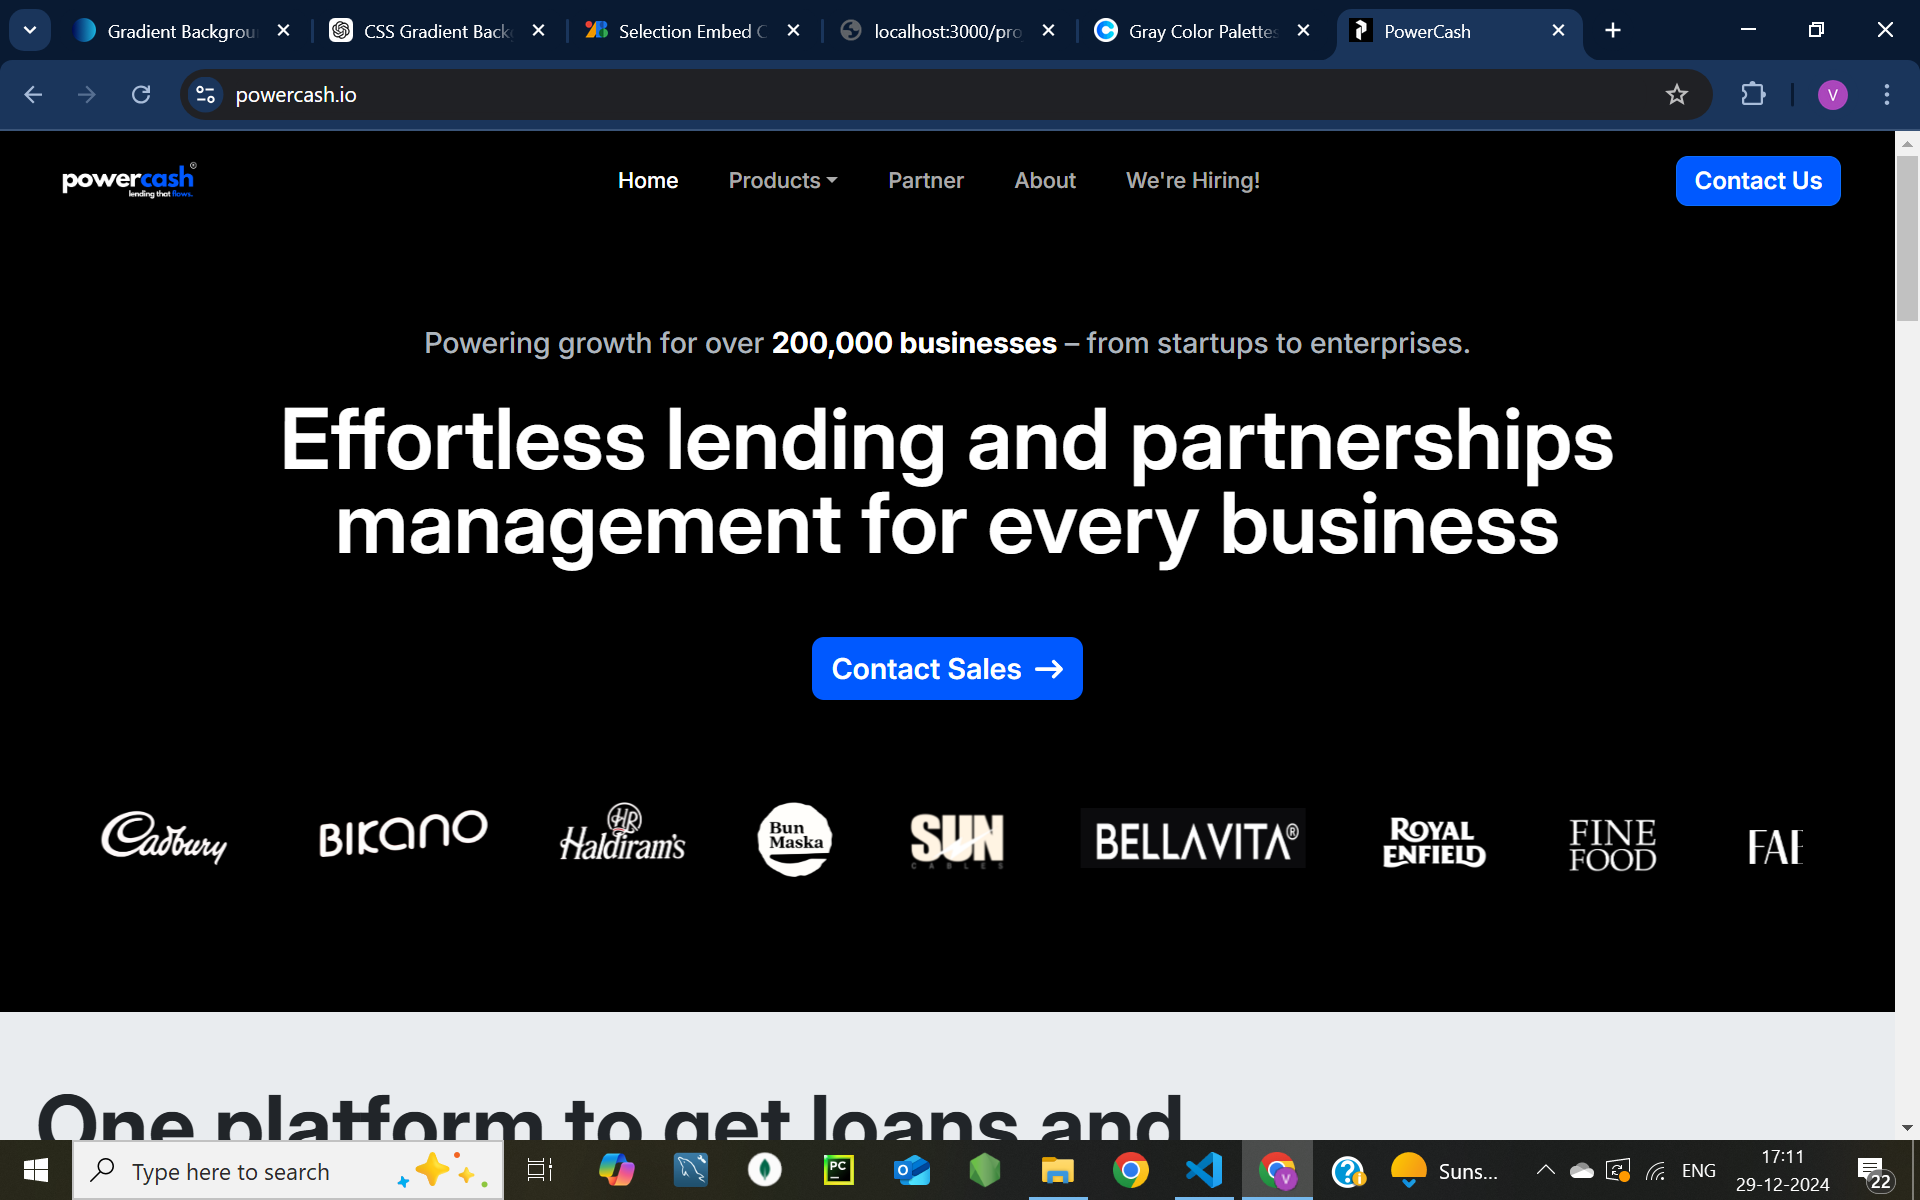 Gradient Backgrou
CSS Gradient Back
Selection Embed C
localhost:3000/pro
Gray Color Palettes
PowerCash
powercash.io
V
powercash®
lending that flows.
Home
Products
Partner
About
We're Hiring!
Contact Us
Powering growth for over 200,000 businesses – from startups to enterprises.
Effortless lending and partnerships
management for every business
Contact Sales →
Cadbury
BIKANO
HR
Haldiram's
Bun
Maska
SUN
CABLES
BELLAVITA®
ROYAL
ENFIELD
FINE
FOOD
FAE
One platform to get loans and
Type here to search
PC
V
Suns...
ENG
17:11
29-12-2024
22